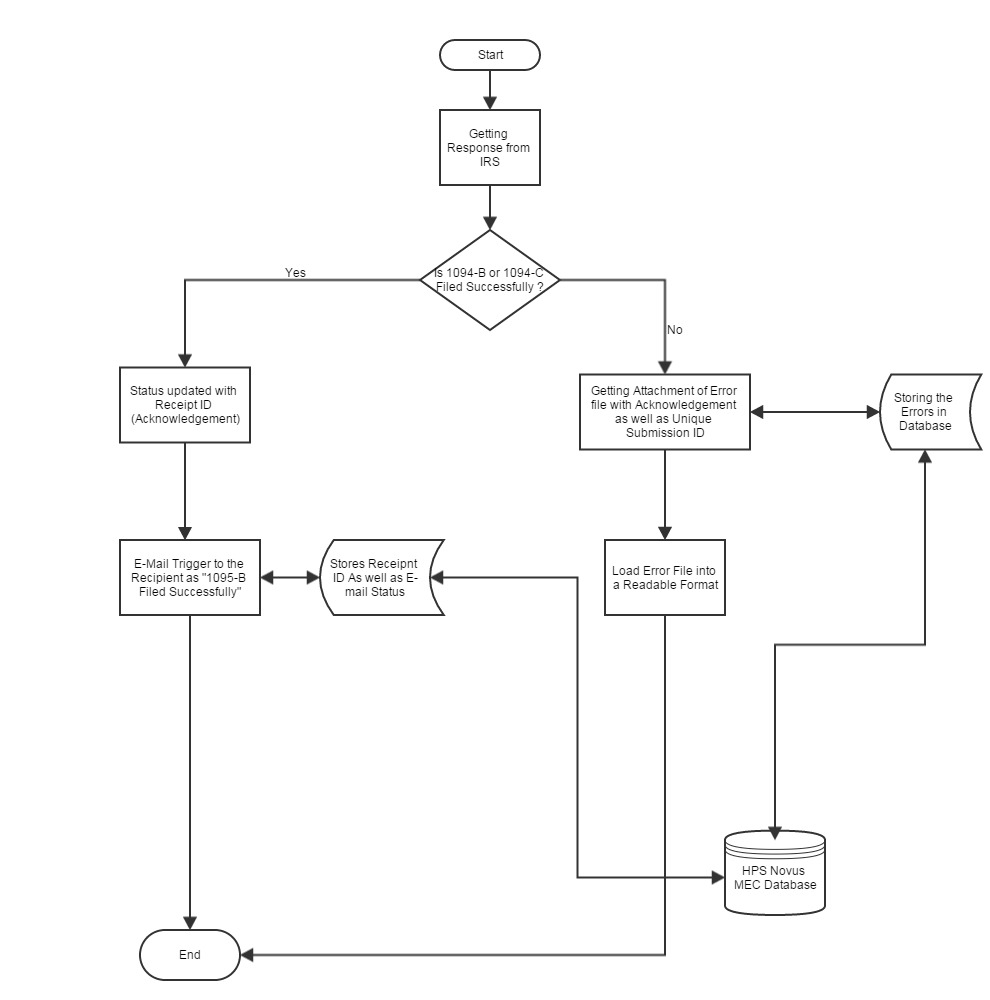 Start
Getting
Response from
IRS
Is 1094-B or 1094-C
Filed Successfully ?
Yes
No
Status updated with
Receipt ID
(Acknowledgement)
Getting Attachment of Error
file with Acknowledgement
as well as Unique
Submission ID
Storing the
Errors in
Database
E-Mail Trigger to the
Recipient as "1095-B
Filed Successfully"
Stores Receipnt
ID As well as E-
mail Status
Load Error File into
a Readable Format
HPS Novus
MEC Database
End